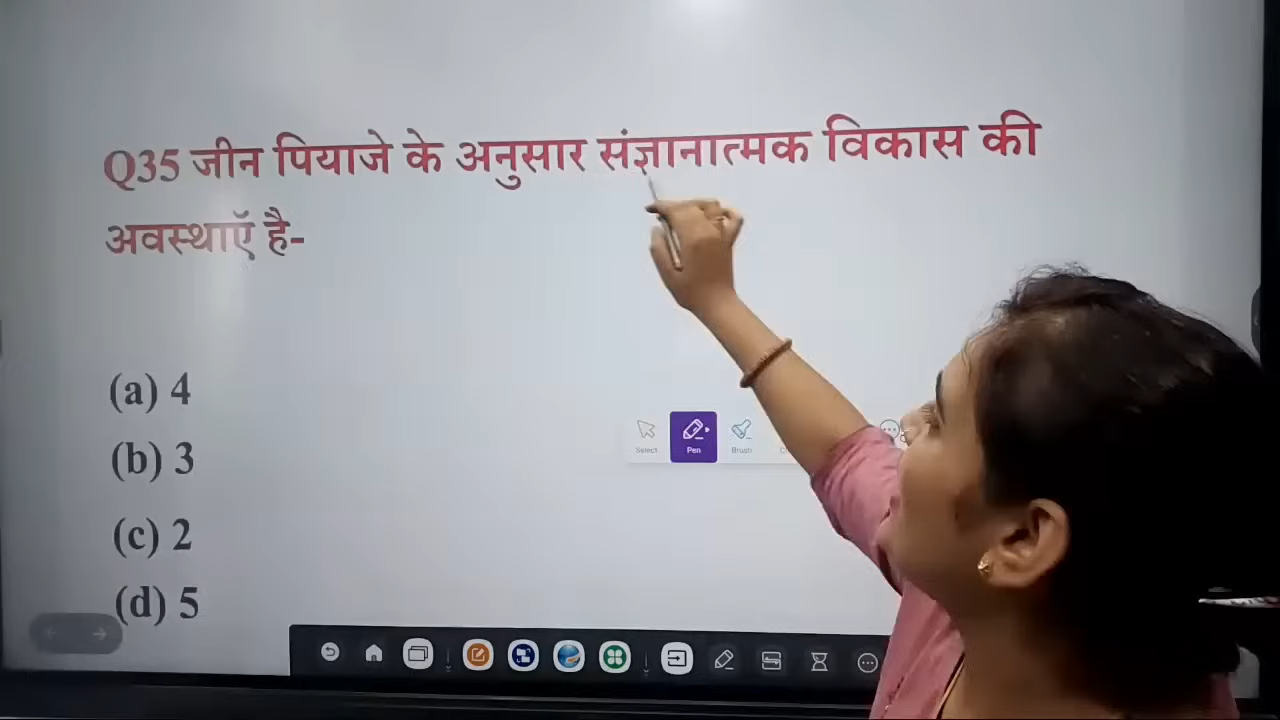 Q35 जीन पियाजे के अनुसार संज्ञानात्मक विकास की
अवस्थाएॅ है-
(a) 4
(b) 3
(c) 2
(d) 5
Select
Pen
Brush